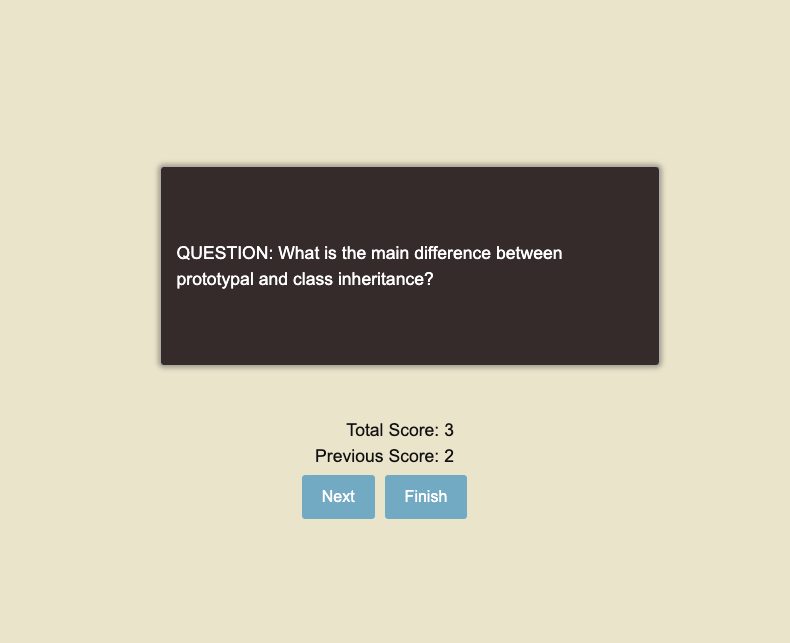 QUESTION: What is the main difference between
prototypal and class inheritance?
Total Score: 3
Previous Score: 2
Next
Finish